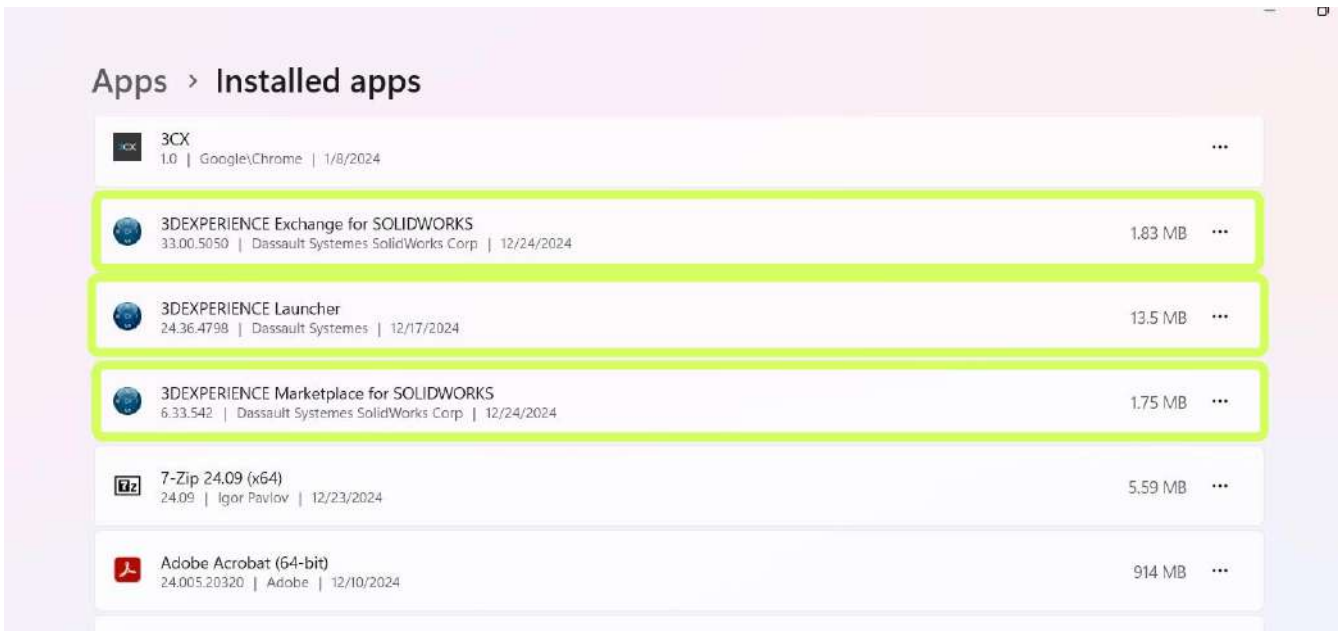 Apps > Installed apps
3CX
3CX
1.0 | Google\Chrome | 1/8/2024
3DEXPERIENCE Exchange for SOLIDWORKS
33.00.5050 | Dassault Systemes SolidWorks Corp | 12/24/2024
1.83 MB
3DEXPERIENCE Launcher
24.36.4798 | Dassault Systemes | 12/17/2024
13.5 MB
3DEXPERIENCE Marketplace for SOLIDWORKS
6.33.542 | Dassault Systemes SolidWorks Corp | 12/24/2024
1.75 MB
7z
7-Zip 24.09 (x64)
24.09 | Igor Pavlov | 12/23/2024
5.59 MB
Adobe Acrobat (64-bit)
24.005.20320 | Adobe | 12/10/2024
914 MB